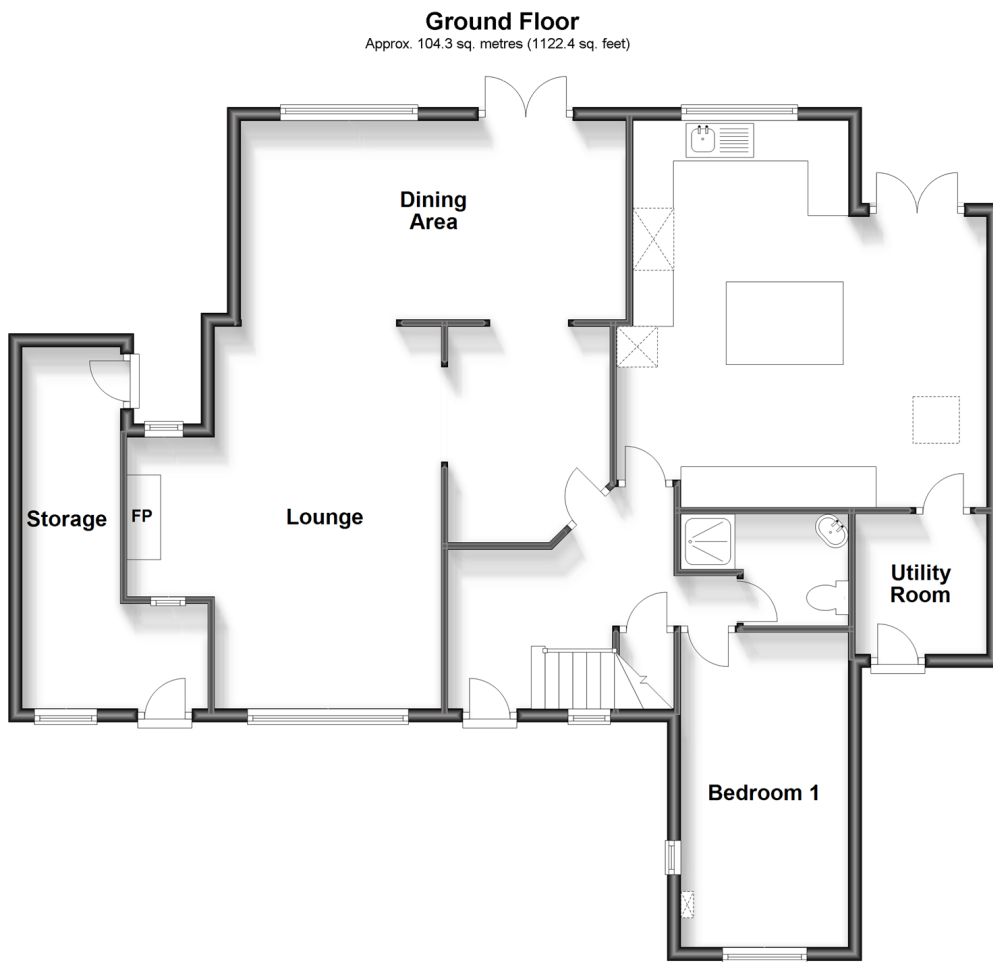 Ground Floor
Approx. 104.3 sq. metres (1122.4 sq. feet)
Dining
Area
Storage
FP
Lounge
Utility
Room
Bedroom 1